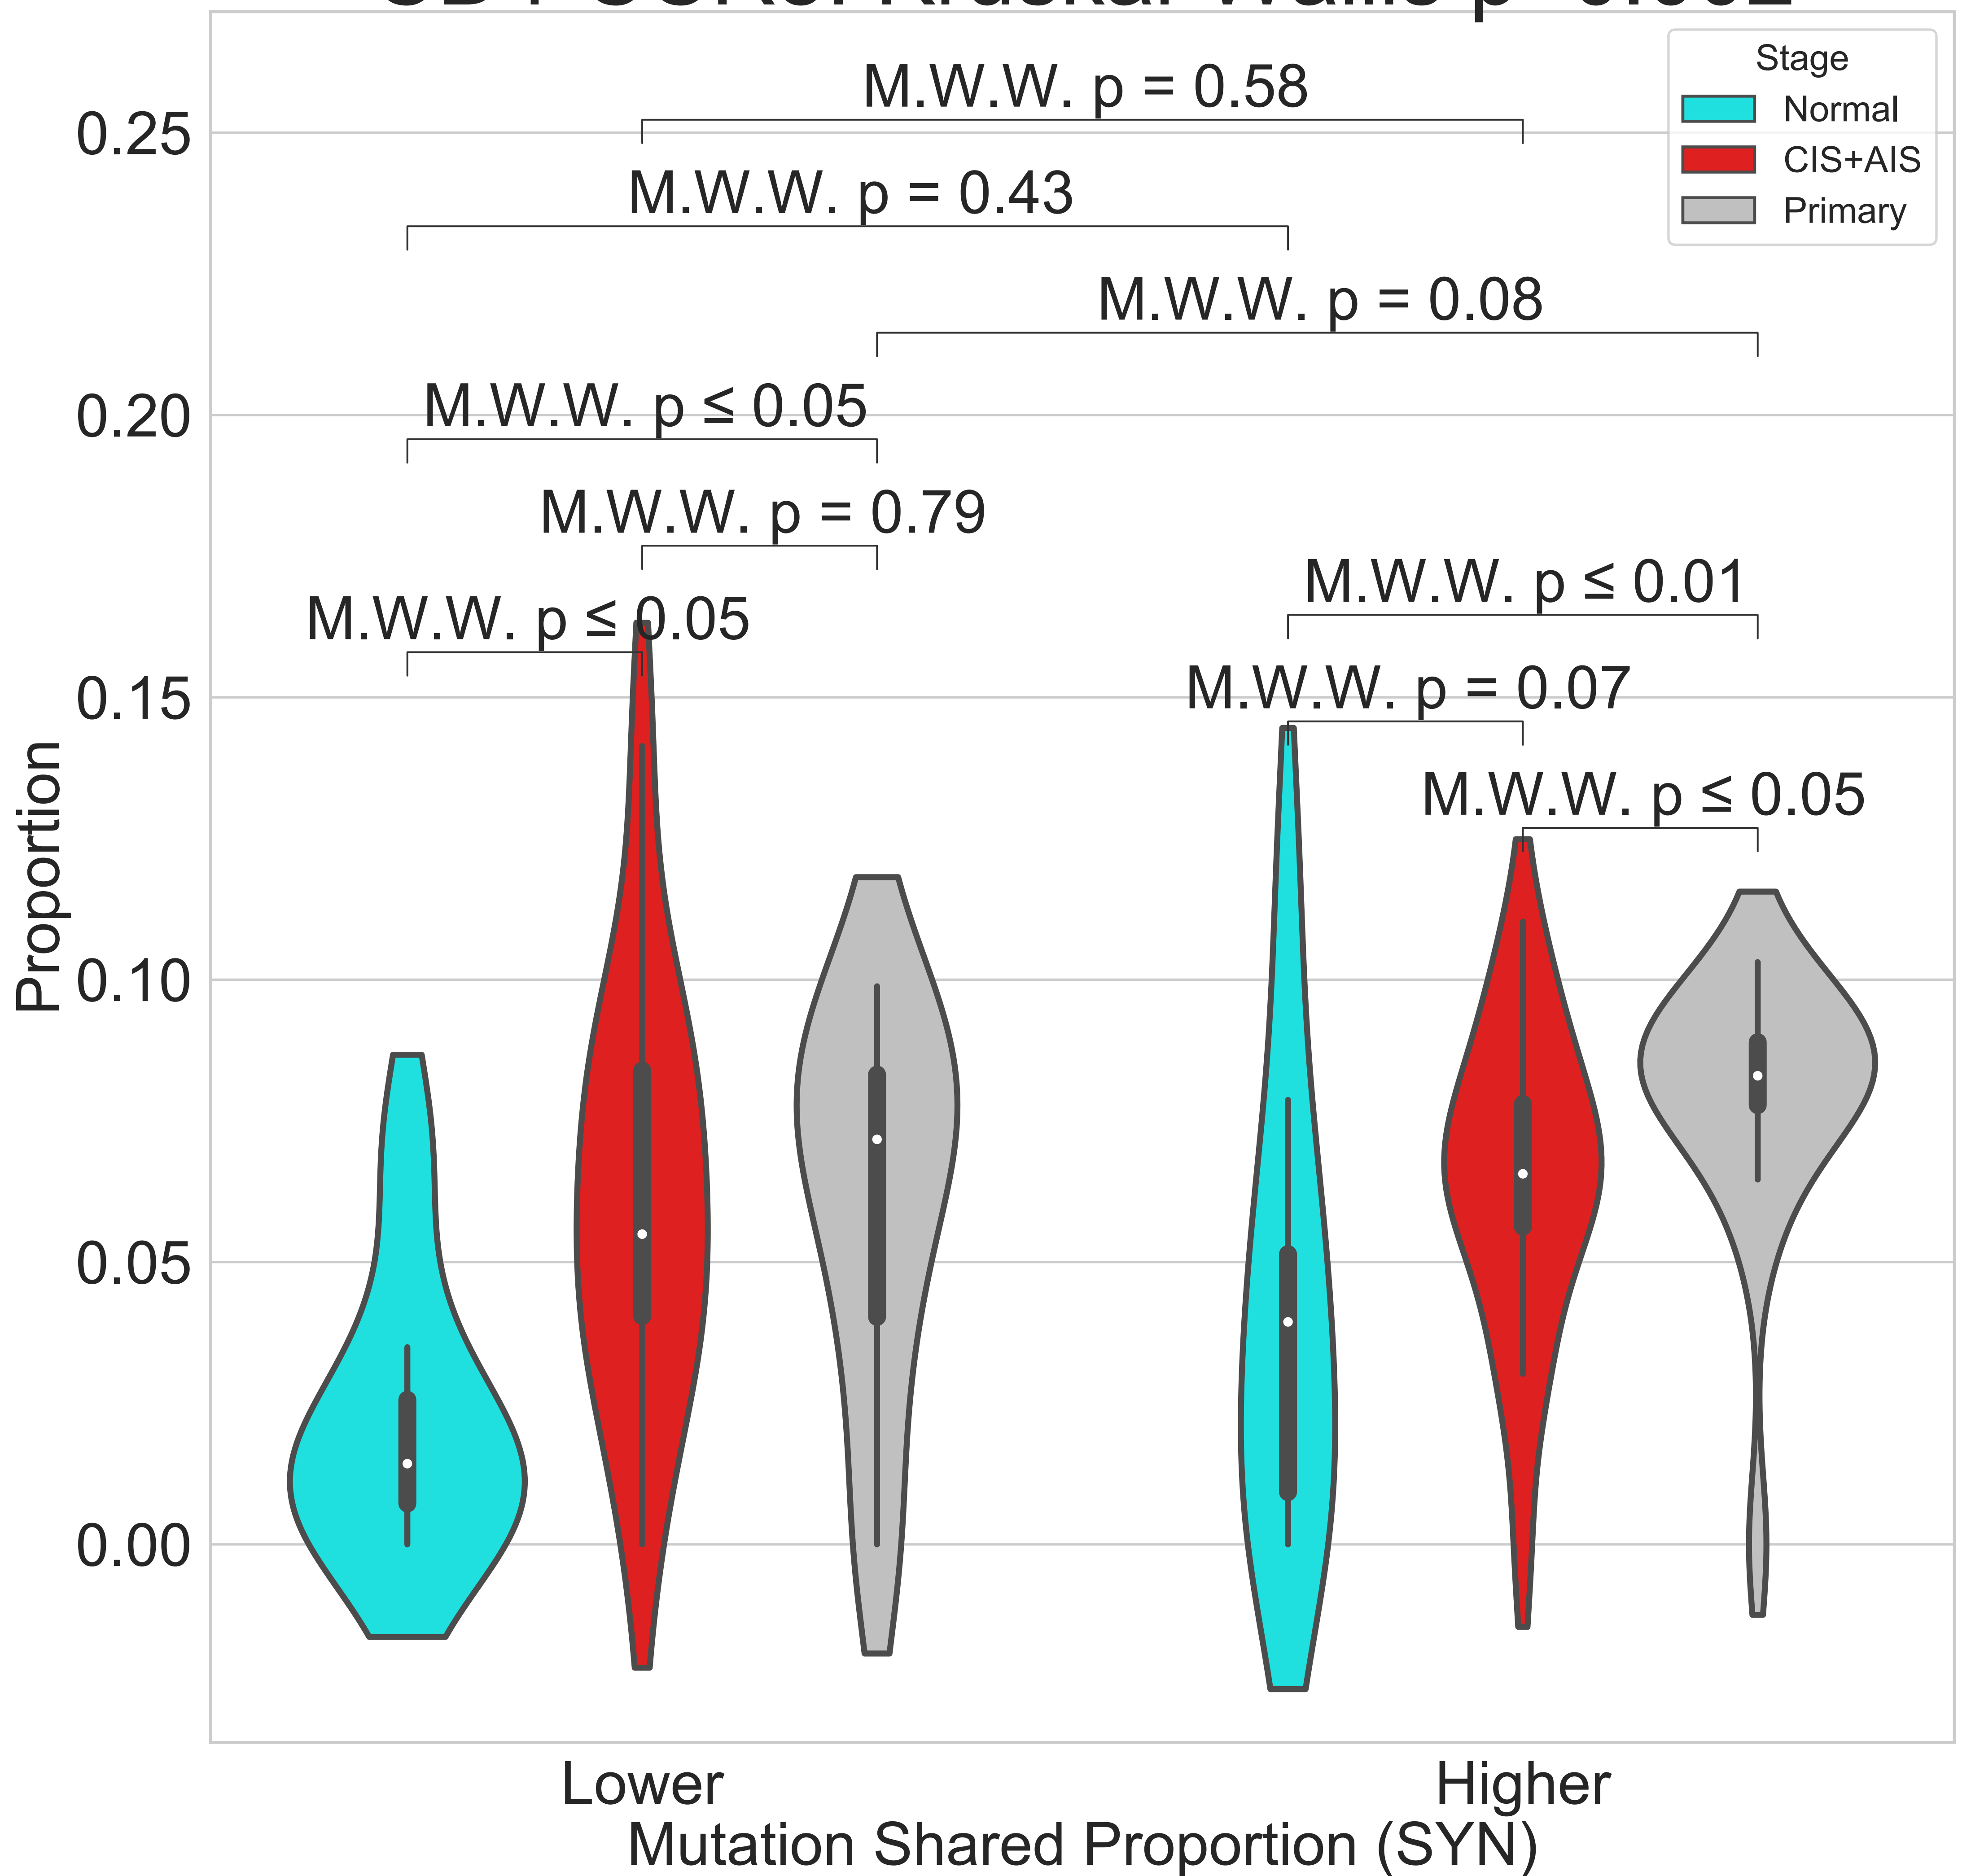 Stage
Normal
CIS+AIS
Primary
M.W.W. p = 0.58
M.W.W. p = 0.43
M.W.W. p = 0.08
M.W.W. p ≤ 0.05
M.W.W. p = 0.79
M.W.W. p ≤ 0.05
M.W.W. p ≤ 0.01
M.W.W. p = 0.07
M.W.W. p ≤ 0.05
0.25
0.20
0.15
0.10
0.05
0.00
Proportion
Lower
Higher
Mutation Shared Proportion (SYN)